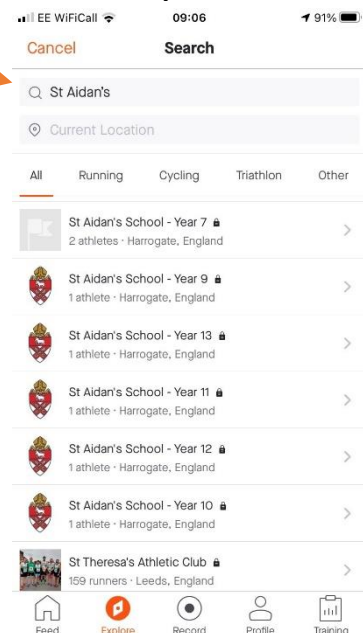 EE WiFiCall 09:06 91%
Cancel Search
St Aidan's
Current Location
All Running Cycling Triathlon Other
St Aidan's School - Year 7
2 athletes · Harrogate, England
St Aidan's School - Year 9
1 athlete · Harrogate, England
St Aidan's School - Year 13
1 athlete · Harrogate, England
St Aidan's School - Year 11
1 athlete · Harrogate, England
St Aidan's School - Year 12
1 athlete · Harrogate, England
St Aidan's School - Year 10
1 athlete · Harrogate, England
St Theresa's Athletic Club
159 runners · Leeds, England
Feed Explore Record Profile Training